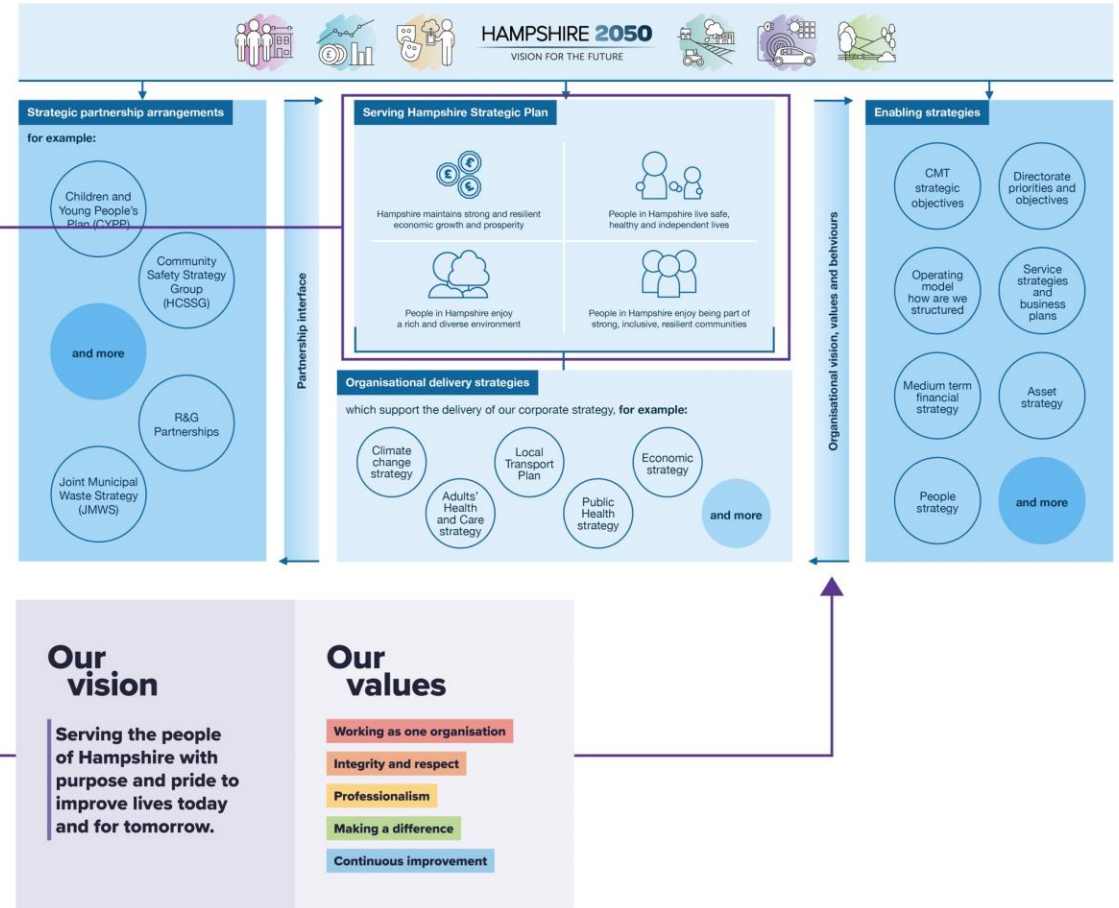 HAMPSHIRE 2050
VISION FOR THE FUTURE
Strategic partnership arrangements
for example:
Children and
Young People's
Plan (CYPP)
Community
Safety Strategy
Group
(HCSSG)
and more
R&G
Partnerships
Joint Municipal
Waste Strategy
(JMWS)
Partnership interface
Serving Hampshire Strategic Plan
£
£
£
Hampshire maintains strong and resilient
economic growth and prosperity
People in Hampshire live safe,
healthy and independent lives
People in Hampshire enjoy
a rich and diverse environment
People in Hampshire enjoy being part of
strong, inclusive, resilient communities
Organisational delivery strategies
which support the delivery of our corporate strategy, for example:
Climate
change
strategy
Adults'
Health
and Care
strategy
Local
Transport
Plan
Public
Health
strategy
Economic
strategy
and more
Organisational vision, values and behviours
Enabling strategies
CMT
strategic
objectives
Directorate
priorities and
objectives
Operating
model
how are we
structured
Service
strategies
and
business
plans
Medium term
financial
strategy
Asset
strategy
People
strategy
and more
Our
vision
Serving the people
of Hampshire with
purpose and pride to
improve lives today
and for tomorrow.
Our
values
Working as one organisation
Integrity and respect
Professionalism
Making a difference
Continuous improvement